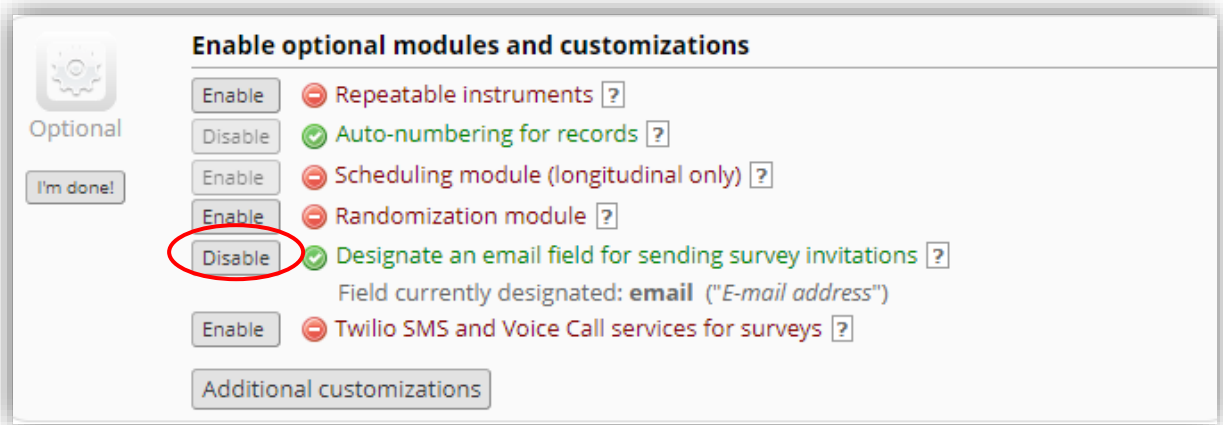 Enable optional modules and customizations
Optional
I'm done!
Enable Repeatable instruments ?
Disable Auto-numbering for records ?
Enable Scheduling module (longitudinal only) ?
Enable Randomization module ?
Disable Designate an email field for sending survey invitations ?
Field currently designated: email ("E-mail address")
Enable Twilio SMS and Voice Call services for surveys ?
Additional customizations